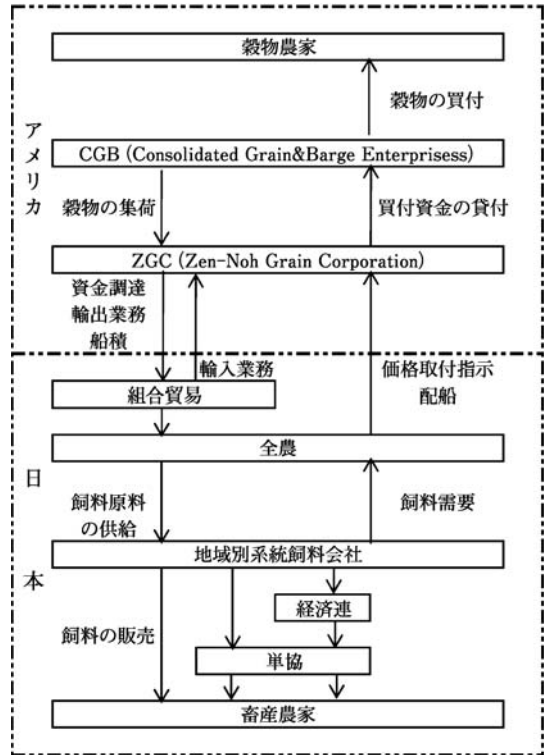 穀物農家
穀物の買付
アメリカ
CGB (Consolidated Grain&Barge Enterprisess)
穀物の集荷
買付資金の貸付
ZGC (Zen-Noh Grain Corporation)
資金調達
輸出業務
船積
輸入業務
価格取付指示
配船
組合貿易
全農
日本
飼料原料
の供給
飼料需要
地域別系統飼料会社
経済連
飼料の販売
単協
畜産農家